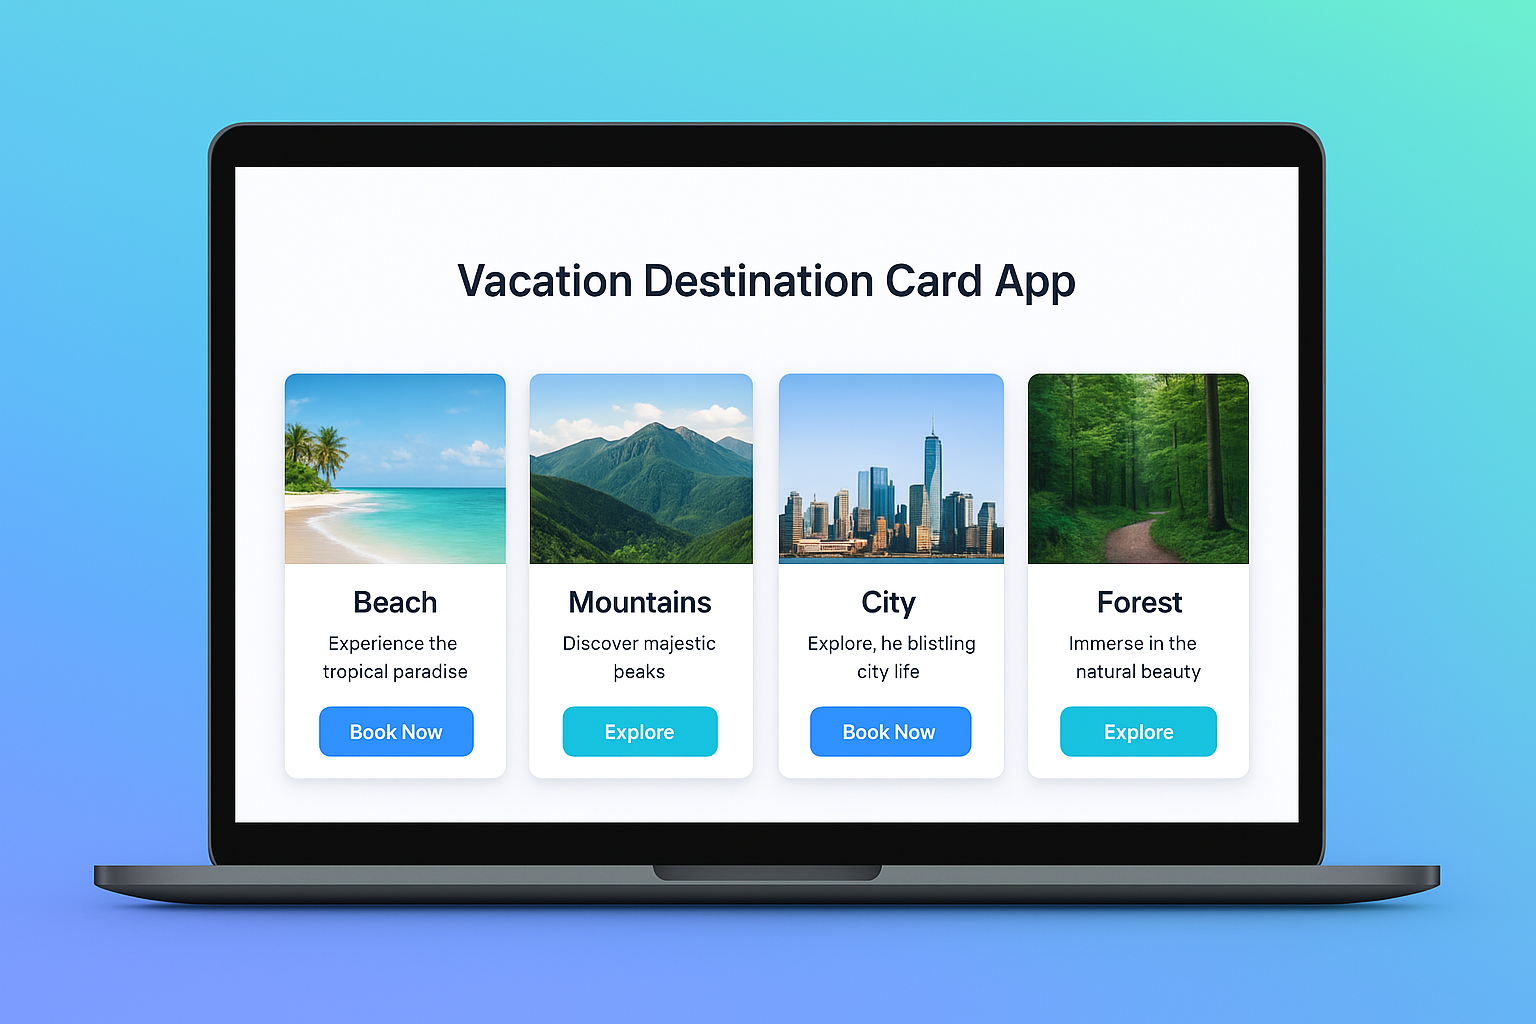 Vacation Destination Card App
Beach
Experience the
tropical paradise
Book Now
Mountains
Discover majestic
peaks
Explore
City
Explore, he blistling
city life
Book Now
Forest
Immerse in the
natural beauty
Explore